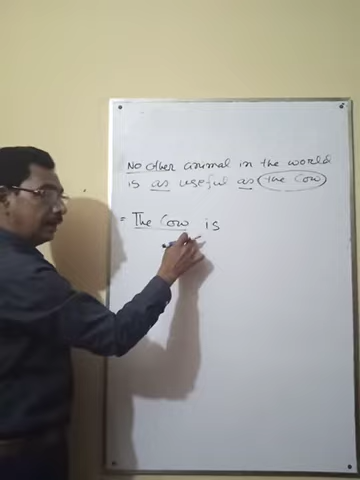 No other animal in the world
is as useful as the Cow
= The Cow is